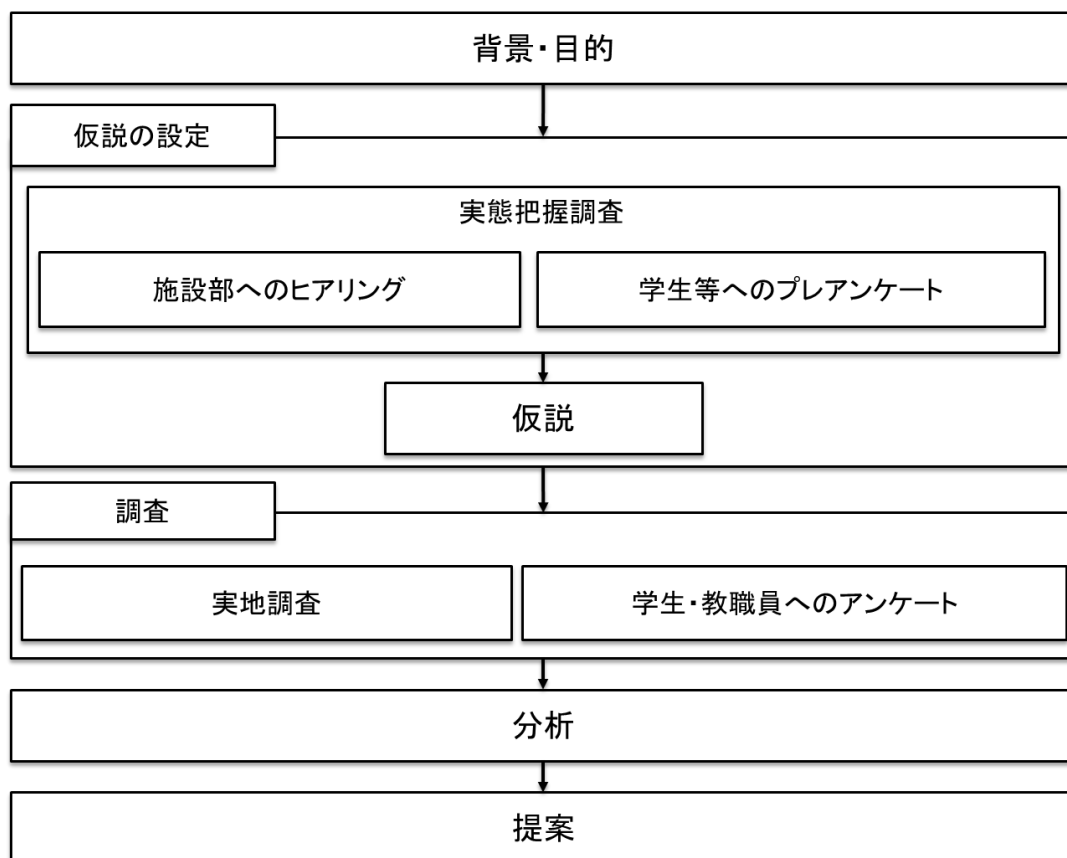 背景・目的
仮説の設定
実態把握調査
施設部へのヒアリング
学生等へのプレアンケート
仮説
調査
実地調査
学生・教職員へのアンケート
分析
提案